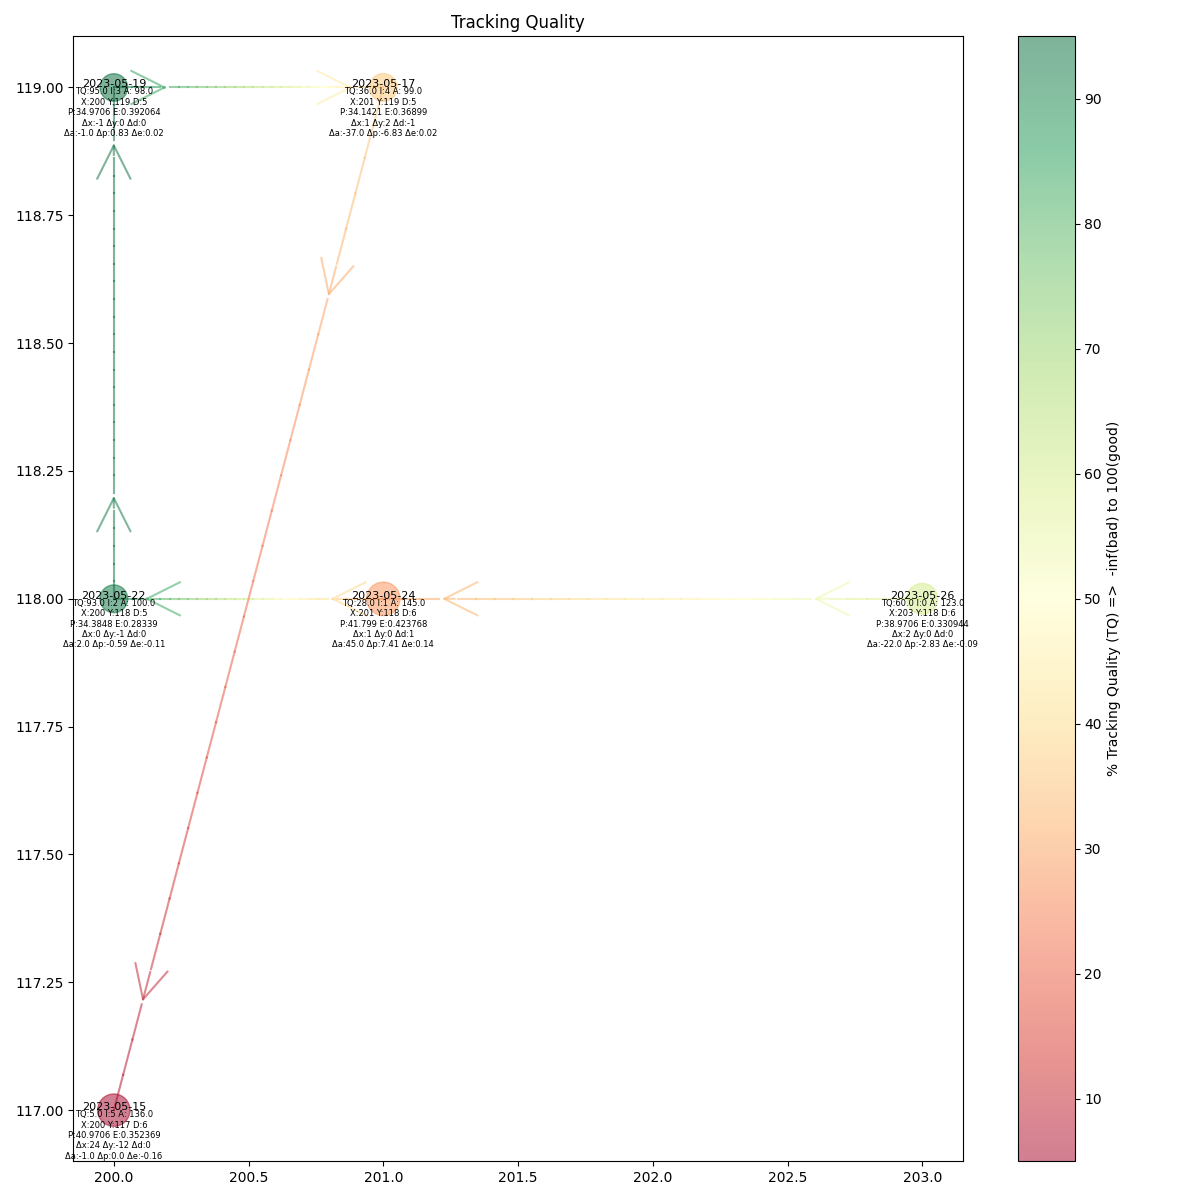 Tracking Quality
119.00
118.75
118.50
118.25
118.00
117.75
117.50
117.25
117.00
200.0
200.5
201.0
201.5
202.0
202.5
203.0
2023-05-19
TQ:95.0 I:3 A: 98.0
X:200 Y:119 D:5
P:34.9706 E:0.392064
Δx:-1 Δy:0 Δd:0
Δa:-1.0 Δp:0.83 Δe:0.02
2023-05-17
TQ:36.0 I:4 A: 99.0
X:201 Y:119 D:5
P:34.1421 E:0.36899
Δx:1 Δy:2 Δd:-1
Δa:-37.0 Δp:-6.83 Δe:0.02
2023-05-22
TQ:93.0 I:2 A: 100.0
X:200 Y:118 D:5
P:34.3848 E:0.28339
Δx:0 Δy:-1 Δd:0
Δa:2.0 Δp:-0.59 Δe:-0.11
2023-05-24
TQ:28.0 I:1 A: 145.0
X:201 Y:118 D:6
P:41.799 E:0.423768
Δx:1 Δy:0 Δd:1
Δa:45.0 Δp:7.41 Δe:0.14
2023-05-26
TQ:60.0 I:0 A: 123.0
X:203 Y:118 D:6
P:38.9706 E:0.330944
Δx:2 Δy:0 Δd:0
Δa:-22.0 Δp:-2.83 Δe:-0.09
2023-05-15
TQ:5.0 I:5 A: 136.0
X:200 Y:117 D:6
P:40.9706 E:0.352369
Δx:24 Δy:-12 Δd:0
Δa:-1.0 Δp:0.0 Δe:-0.16
90
80
70
60
50
40
30
20
10
% Tracking Quality (TQ) => -inf(bad) to 100(good)